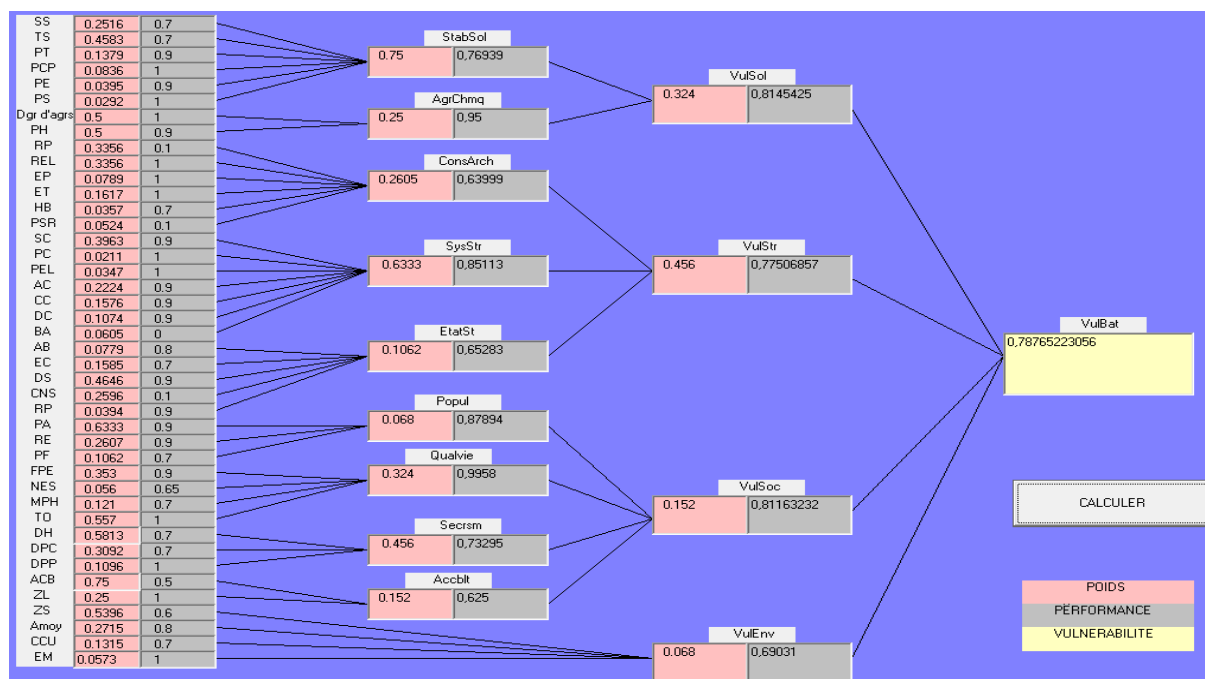 SS 0.2516 0.7
TS 0.4583 0.7
PT 0.1379 0.9
PCP 0.0836 1
PE 0.0395 0.9
PS 0.0292 1
Dgr d'agrs 0.5 1
PH 0.5 0.9
RP 0.3356 0.1
REL 0.3356 1
EP 0.0789 1
ET 0.1617 1
HB 0.0357 0.7
PSR 0.0524 0.1
SC 0.3963 0.9
PC 0.0211 1
PEL 0.0347 1
AC 0.2224 0.9
CC 0.1576 0.9
DC 0.1074 0.9
BA 0.0605 0
AB 0.0779 0.8
EC 0.1585 0.7
DS 0.4646 0.9
CNS 0.2596 0.1
RP 0.0394 0.9
PA 0.6333 0.9
RE 0.2607 0.9
PF 0.1062 0.7
FPE 0.353 0.9
NES 0.056 0.65
MPH 0.121 0.7
TO 0.557 1
DH 0.5813 0.7
DPC 0.3092 0.7
DPP 0.1096 1
ACB 0.75 0.5
ZL 0.25 1
ZS 0.5396 0.6
Amoy 0.2715 0.8
CCU 0.1315 0.7
EM 0.0573 1
StabSol
0.75 0,76939
AgrChmq
0.25 0,95
ConsArch
0.2605 0,63999
SysStr
0.6333 0,85113
EtatSt
0.1062 0,65283
Popul
0.068 0,87894
Qualvie
0.324 0,9958
Secrsm
0.456 0,73295
Accblt
0.152 0,625
VulSol
0.324 0,8145425
VulStr
0.456 0,77506857
VulSoc
0.152 0,81163232
VulEnv
0.068 0,69031
VulBat
0,78765223056
CALCULER
POIDS
PERFORMANCE
VULNERABILITE